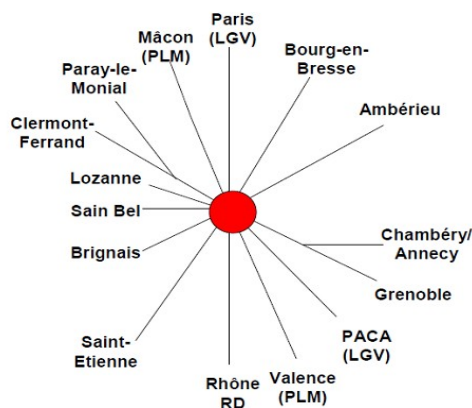 Paris
(LGV)
Mâcon
(PLM)
Bourg-en-
Bresse
Paray-le-
Monial
Ambérieu
Clermont-
Ferrand
Lozanne
Sain Bel
Brignais
Chambéry/
Annecy
Grenoble
Saint-
Etienne
PACA
(LGV)
Rhône
RD
Valence
(PLM)